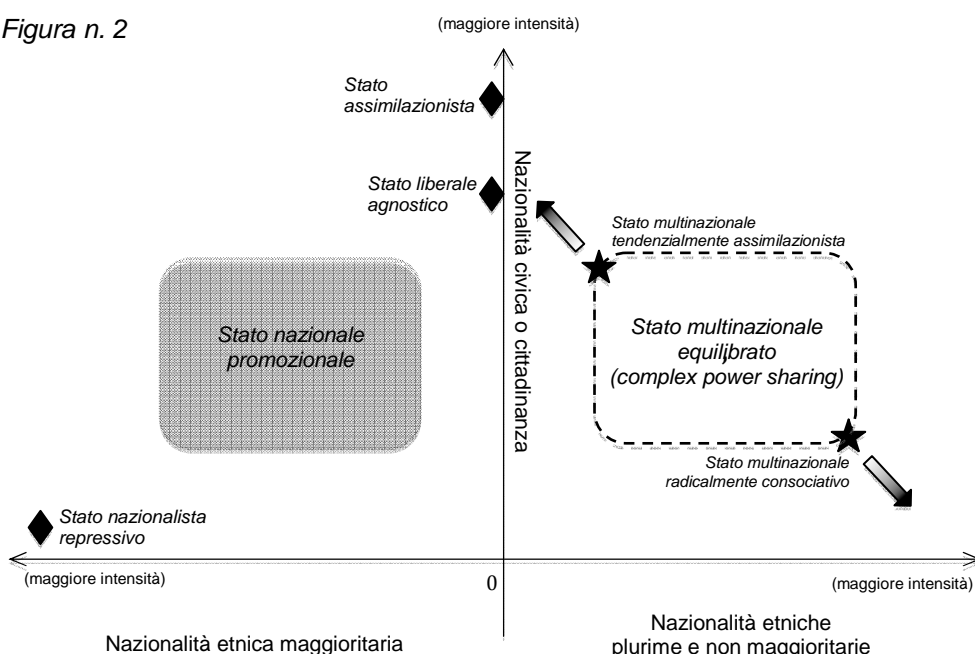 Figura n. 2
(maggiore intensità)
Stato
assimilazionista
Stato liberale
agnostico
Nazionalità civica o cittadinanza
Stato multinazionale
tendenzialmente assimilazionista
Stato nazionale
promozionale
Stato multinazionale
equilibrato
(complex power sharing)
Stato multinazionale
radicalmente consociativo
Stato nazionalista
repressivo
(maggiore intensità)
0
(maggiore intensità)
Nazionalità etnica maggioritaria
Nazionalità etniche
plurime e non maggioritarie